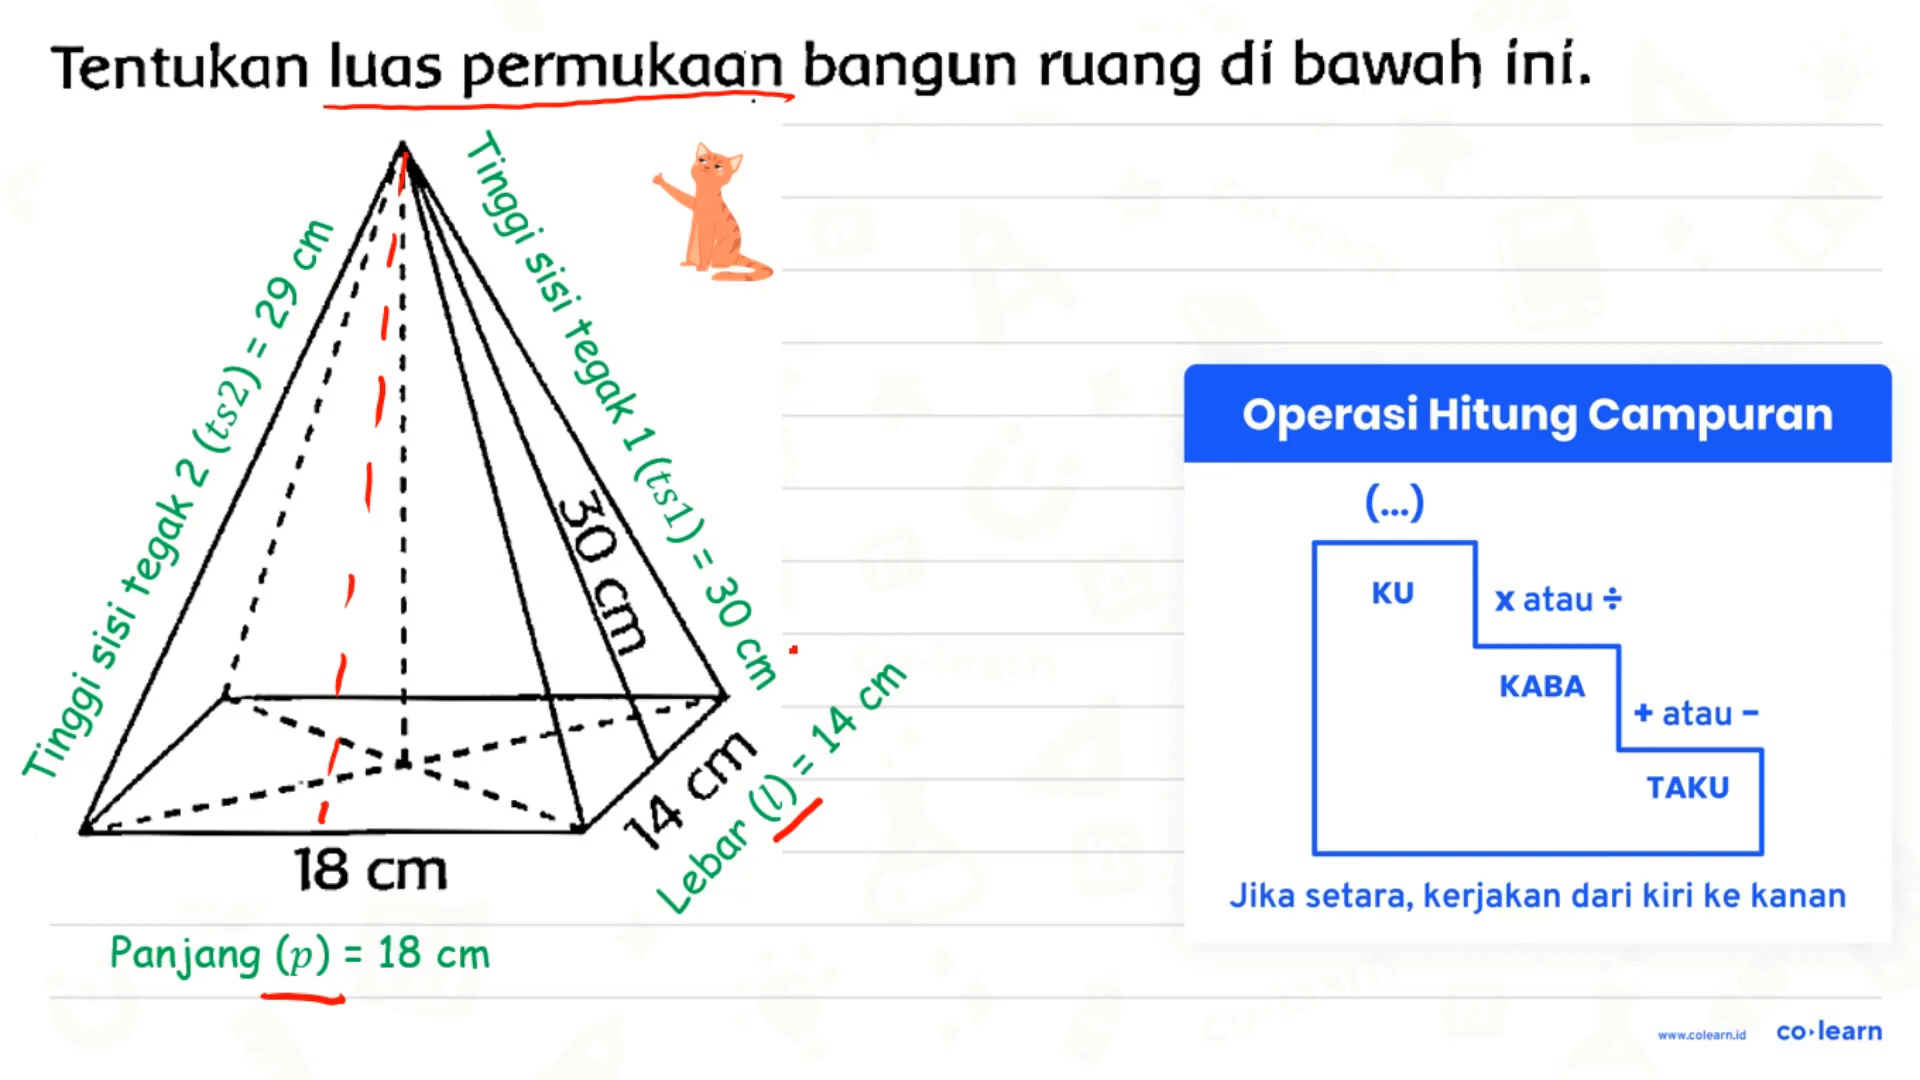 Tentukan luas permukaan bangun ruang di bawah ini.
Tinggi sisi tegak 2 (ts2) = 29 cm
Tinggi sisi tegak 1 (ts1) = 30 cm
30 cm
14 cm
Lebar (l) = 14 cm
18 cm
Panjang (p) = 18 cm
Operasi Hitung Campuran
(...)
KU
x atau ÷
KABA
+ atau -
TAKU
Jika setara, kerjakan dari kiri ke kanan
www.colearn.id
co·learn